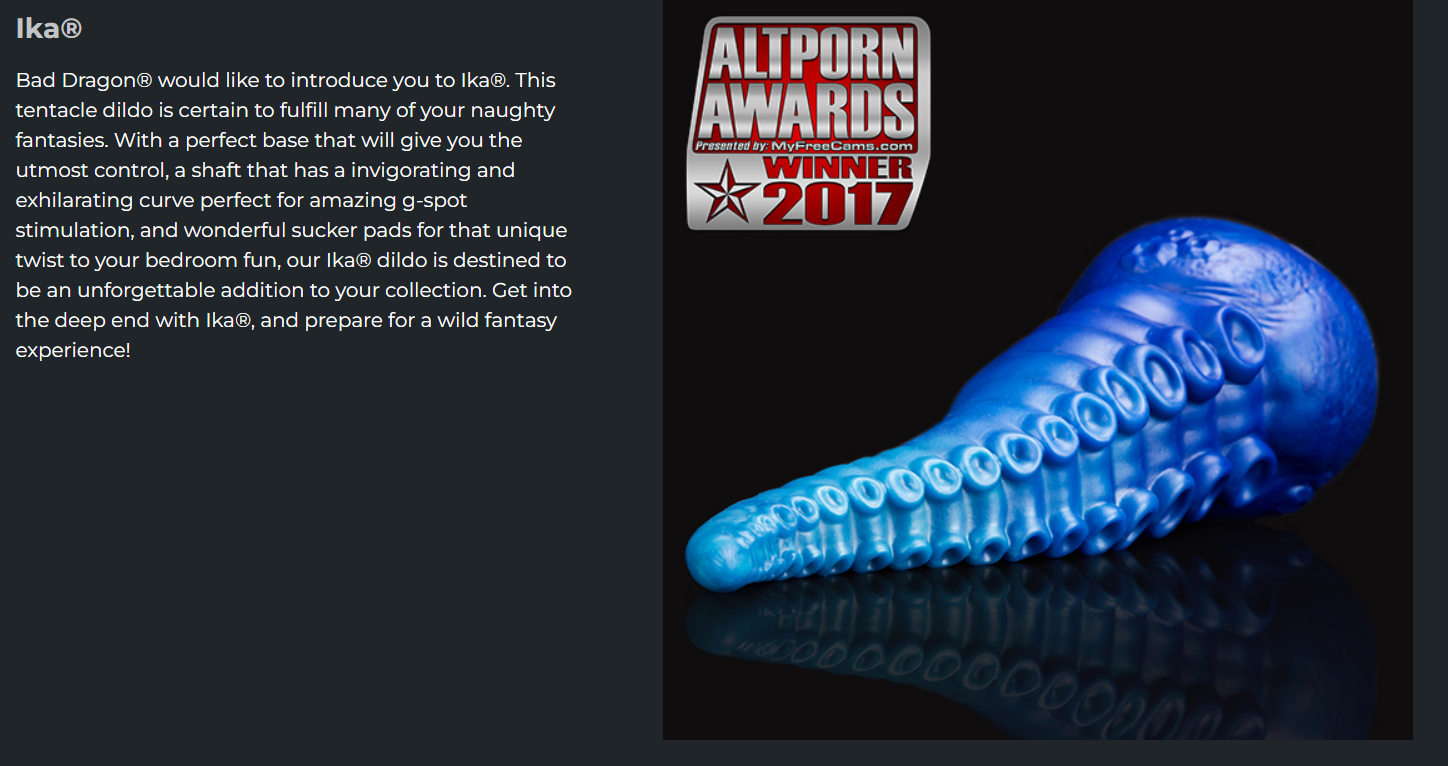 Ika®
Bad Dragon® would like to introduce you to Ika®. This
tentacle dildo is certain to fulfill many of your naughty
fantasies. With a perfect base that will give you the
utmost control, a shaft that has a invigorating and
exhilarating curve perfect for amazing g-spot
stimulation, and wonderful sucker pads for that unique
twist to your bedroom fun, our Ika® dildo is destined to
be an unforgettable addition to your collection. Get into
the deep end with Ika®, and prepare for a wild fantasy
experience!
ALTPORN
AWARDS
Presented by: MyFreeCams.com
WINNER
2017